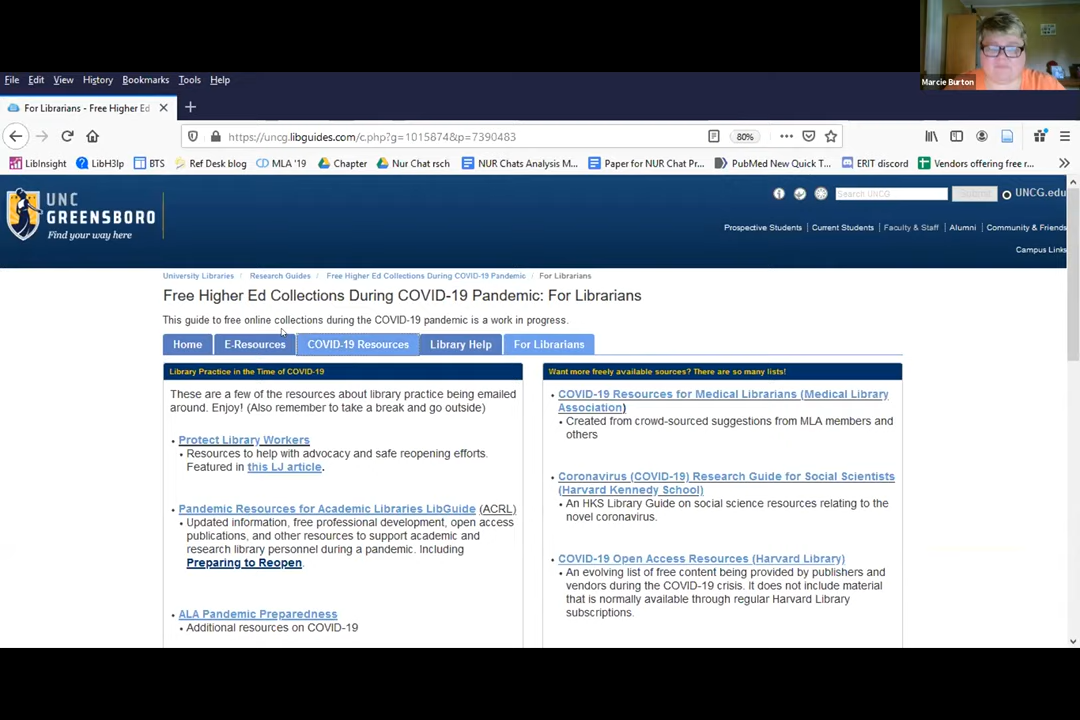 Marcie Burton
File Edit View History Bookmarks Tools Help
For Librarians - Free Higher Ed
https://uncg.libguides.com/c.php?g=1015874&p=7390483
80%
LibInsight LibH3lp BTS Ref Desk blog MLA '19 Chapter Nur Chat rsch NUR Chats Analysis M... Paper for NUR Chat Pr... PubMed New Quick T... ERIT discord Vendors offering free r...
UNC
GREENSBORO
Find your way here
Search UNCG
UNCG.edu
Prospective Students Current Students Faculty & Staff Alumni Community & Friends
Campus Links
University Libraries Research Guides Free Higher Ed Collections During COVID-19 Pandemic For Librarians
Free Higher Ed Collections During COVID-19 Pandemic: For Librarians
This guide to free online collections during the COVID-19 pandemic is a work in progress.
Home E-Resources COVID-19 Resources Library Help For Librarians
Library Practice in the Time of COVID-19
These are a few of the resources about library practice being emailed
around. Enjoy! (Also remember to take a break and go outside)
Protect Library Workers
Resources to help with advocacy and safe reopening efforts.
Featured in this LJ article.
Pandemic Resources for Academic Libraries LibGuide (ACRL)
Updated information, free professional development, open access
publications, and other resources to support academic and
research library personnel during a pandemic. Including
Preparing to Reopen.
ALA Pandemic Preparedness
Additional resources on COVID-19
Want more freely available sources? There are so many lists!
COVID-19 Resources for Medical Librarians (Medical Library
Association)
Created from crowd-sourced suggestions from MLA members and
others
Coronavirus (COVID-19) Research Guide for Social Scientists
(Harvard Kennedy School)
An HKS Library Guide on social science resources relating to the
novel coronavirus.
COVID-19 Open Access Resources (Harvard Library)
An evolving list of free content being provided by publishers and
vendors during the COVID-19 crisis. It does not include material
that is normally available through regular Harvard Library
subscriptions.